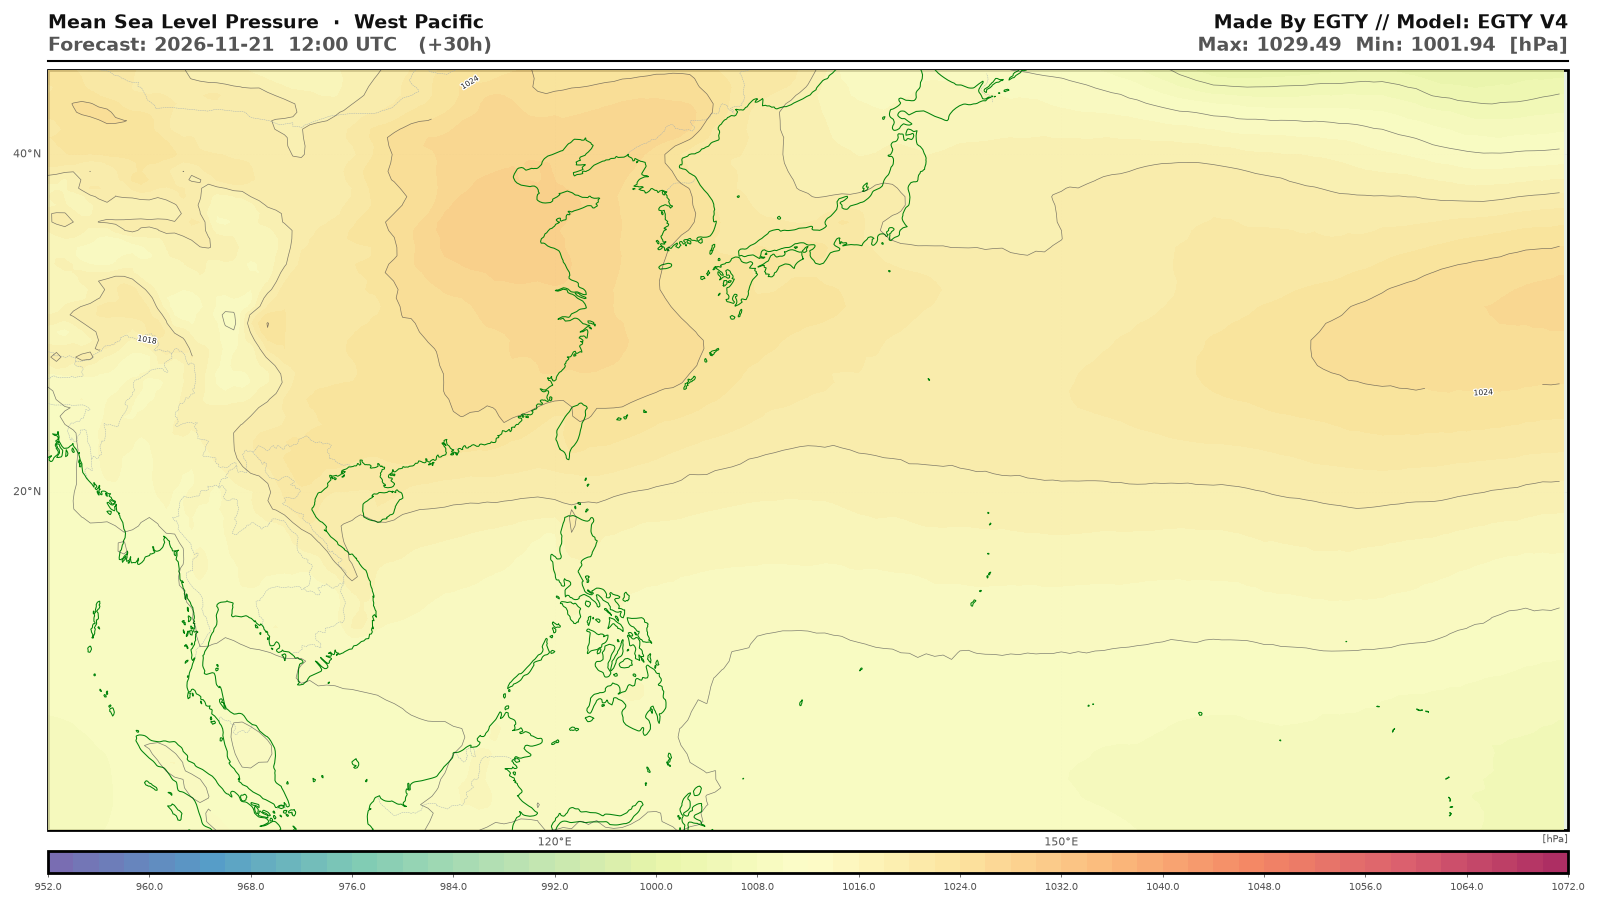 Mean Sea Level Pressure · West Pacific
Made By EGTY // Model: EGTY V4
Forecast: 2026-11-21 12:00 UTC (+30h)
Max: 1029.49 Min: 1001.94 [hPa]
1024
40°N
1018
1024
20°N
120°E
150°E
[hPa]
952.0 960.0 968.0 976.0 984.0 992.0 1000.0 1008.0 1016.0 1024.0 1032.0 1040.0 1048.0 1056.0 1064.0 1072.0